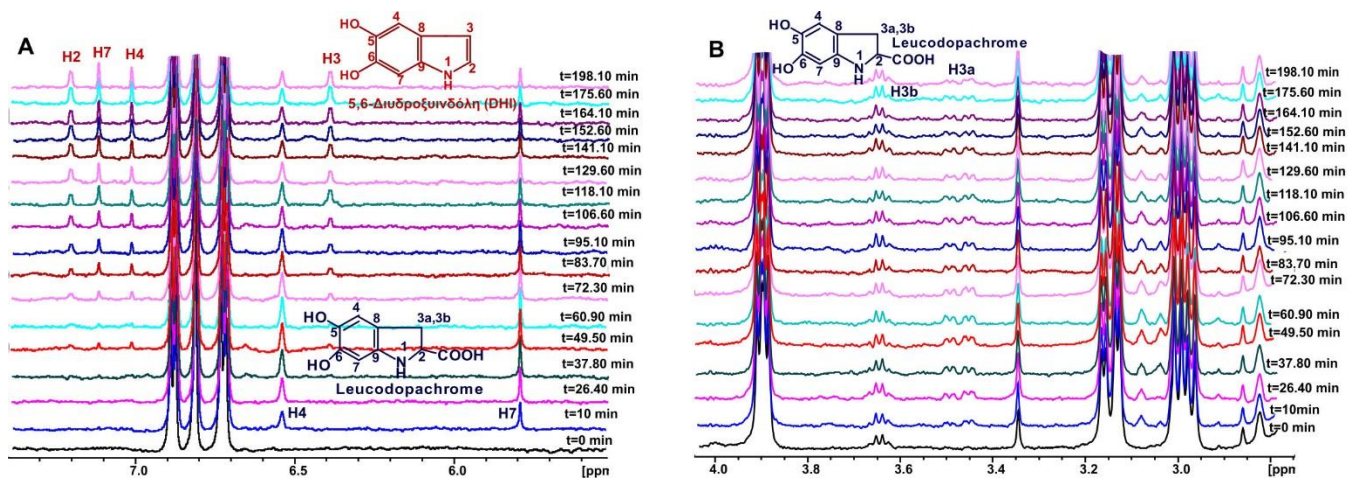 A
H2 H7 H4 H3
HO 4 8 3
5
6 9 1 2
HO 7 N
H
5,6-Διυδροξυινδόλη (DHI)
t=198.10 min
t=175.60 min
t=164.10 min
t=152.60 min
t=141.10 min
t=129.60 min
t=118.10 min
t=106.60 min
t=95.10 min
t=83.70 min
t=72.30 min
t=60.90 min
t=49.50 min
t=37.80 min
t=26.40 min
t=10 min
t=0 min
HO 4 8 3a,3b
5
6 9 1 2 COOH
HO 7 N
H
Leucodopachrome
H4 H7
7.0 6.5 6.0 [ppn
B
HO 4 8 3a,3b
5 Leucodopachrome
6 9 1 2 COOH
HO 7 N
H
H3a
H3b
t=198.10 min
t=175.60 min
t=164.10 min
t=152.60 min
t=141.10 min
t=129.60 min
t=118.10 min
t=106.60 min
t=95.10 min
t=83.70 min
t=72.30 min
t=60.90 min
t=49.50 min
t=37.80 min
t=26.40 min
t=10min
t=0 min
4.0 3.8 3.6 3.4 3.2 3.0 [ppn